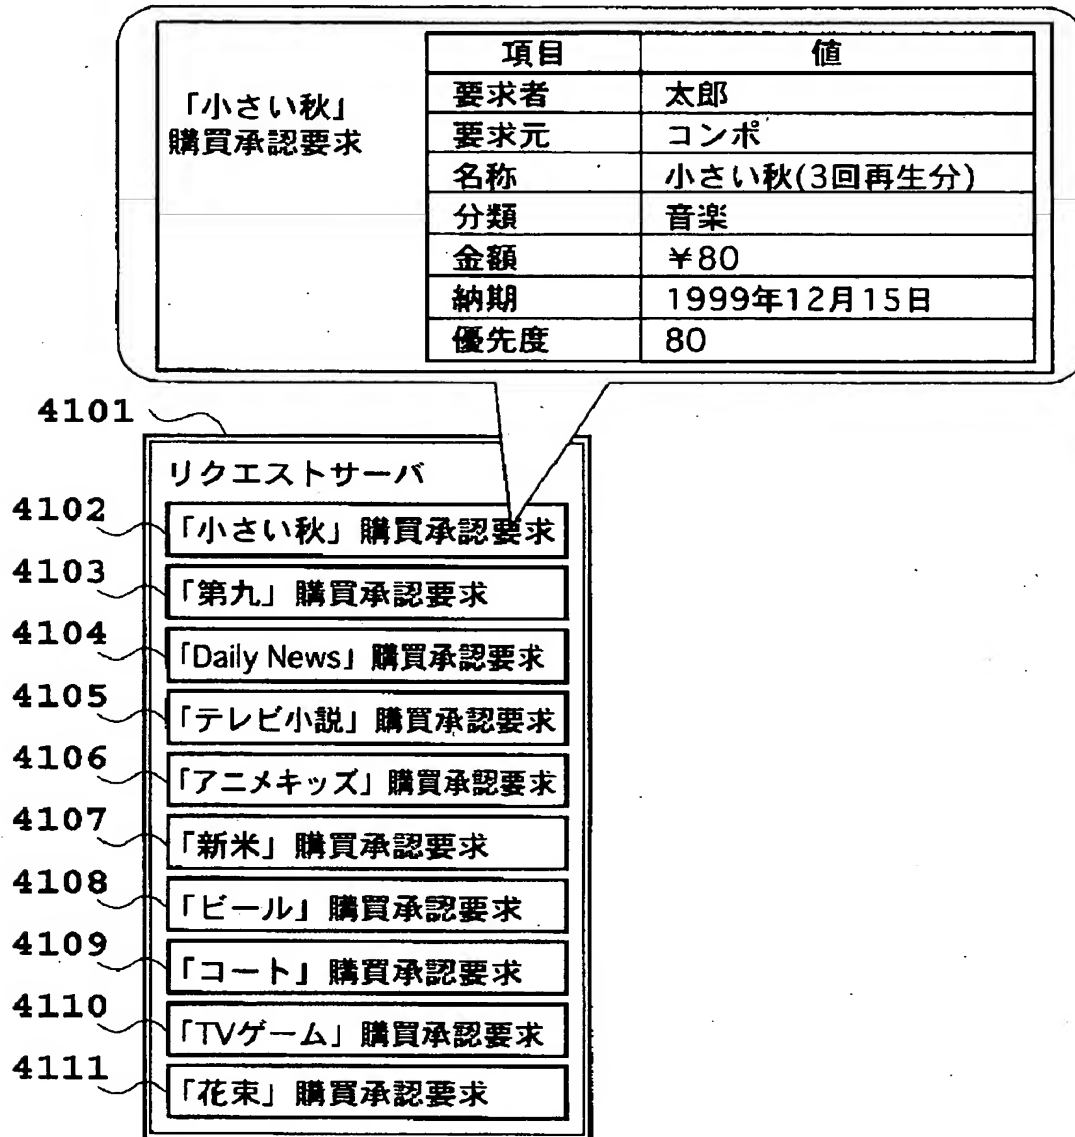 「小さい秋」
購買承認要求
項目 値
要求者 太郎
要求元 コンポ
名称 小さい秋(3回再生分)
分類 音楽
金額 ¥80
納期 1999年12月15日
優先度 80
4101
リクエストサーバ
4102 「小さい秋」購買承認要求
4103 「第九」購買承認要求
4104 「Daily News」購買承認要求
4105 「テレビ小説」購買承認要求
4106 「アニメキッズ」購買承認要求
4107 「新米」購買承認要求
4108 「ビール」購買承認要求
4109 「コート」購買承認要求
4110 「TVゲーム」購買承認要求
4111 「花束」購買承認要求